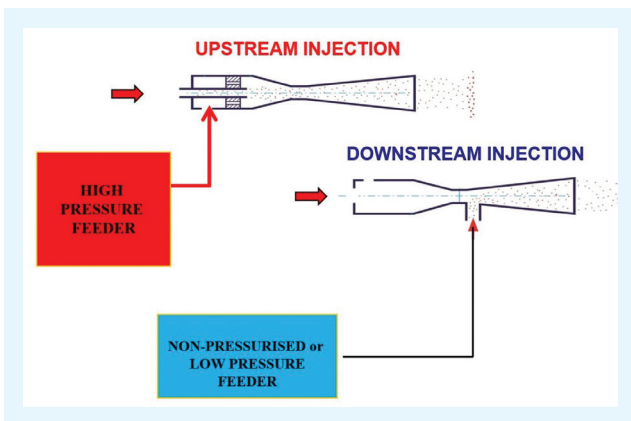 UPSTREAM INJECTION
DOWNSTREAM INJECTION
HIGH
PRESSURE
FEEDER
NON-PRESSURISED or
LOW PRESSURE
FEEDER